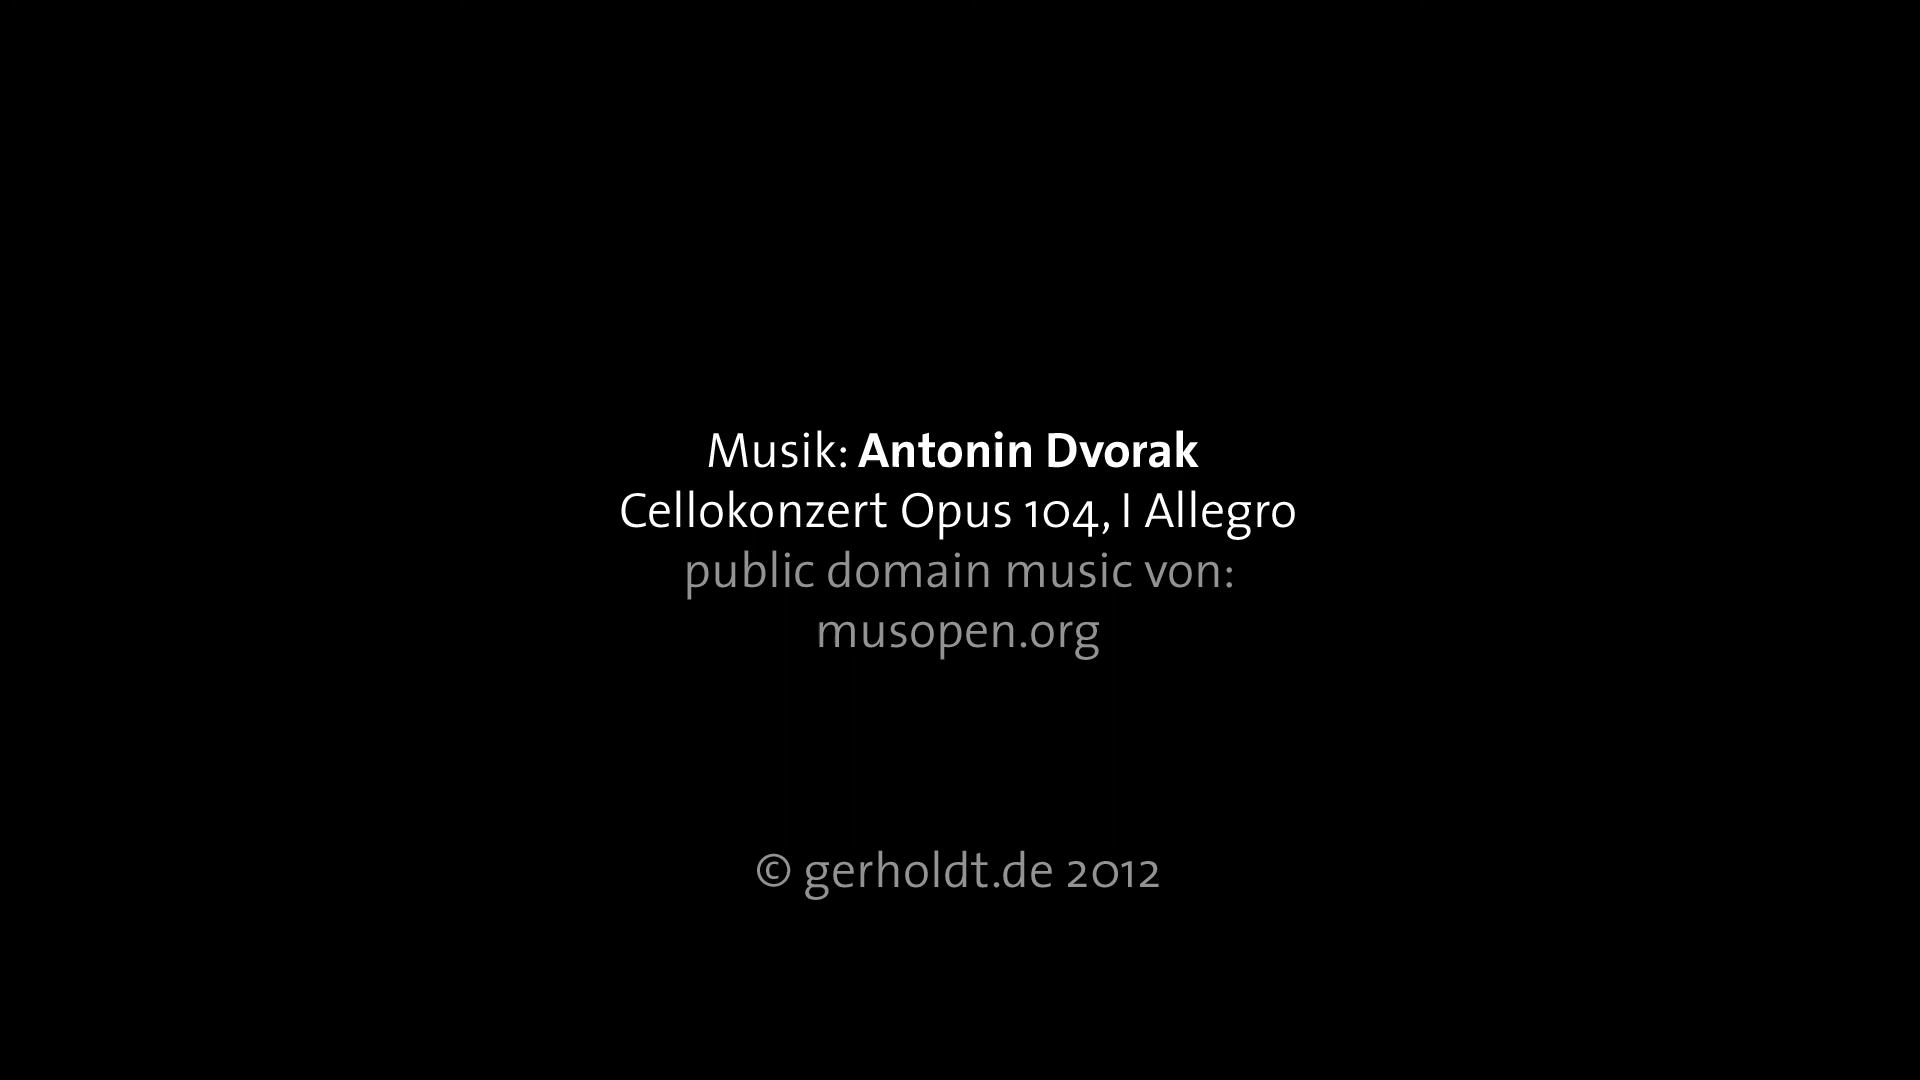 Musik: Antonin Dvorak
Cellokonzert Opus 104, I Allegro
public domain music von:
musopen.org
© gerholdt.de 2012